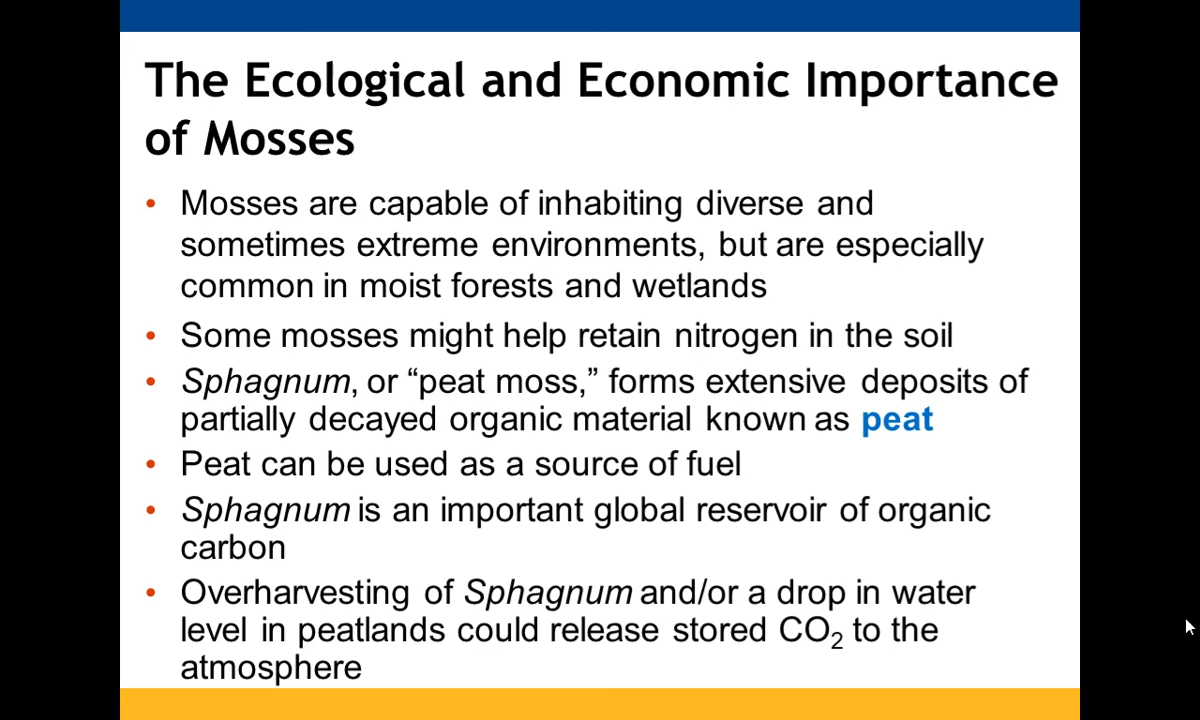 The Ecological and Economic Importance
of Mosses
• Mosses are capable of inhabiting diverse and
sometimes extreme environments, but are especially
common in moist forests and wetlands
• Some mosses might help retain nitrogen in the soil
• Sphagnum, or “peat moss,” forms extensive deposits of
partially decayed organic material known as peat
• Peat can be used as a source of fuel
• Sphagnum is an important global reservoir of organic
carbon
• Overharvesting of Sphagnum and/or a drop in water
level in peatlands could release stored CO₂ to the
atmosphere